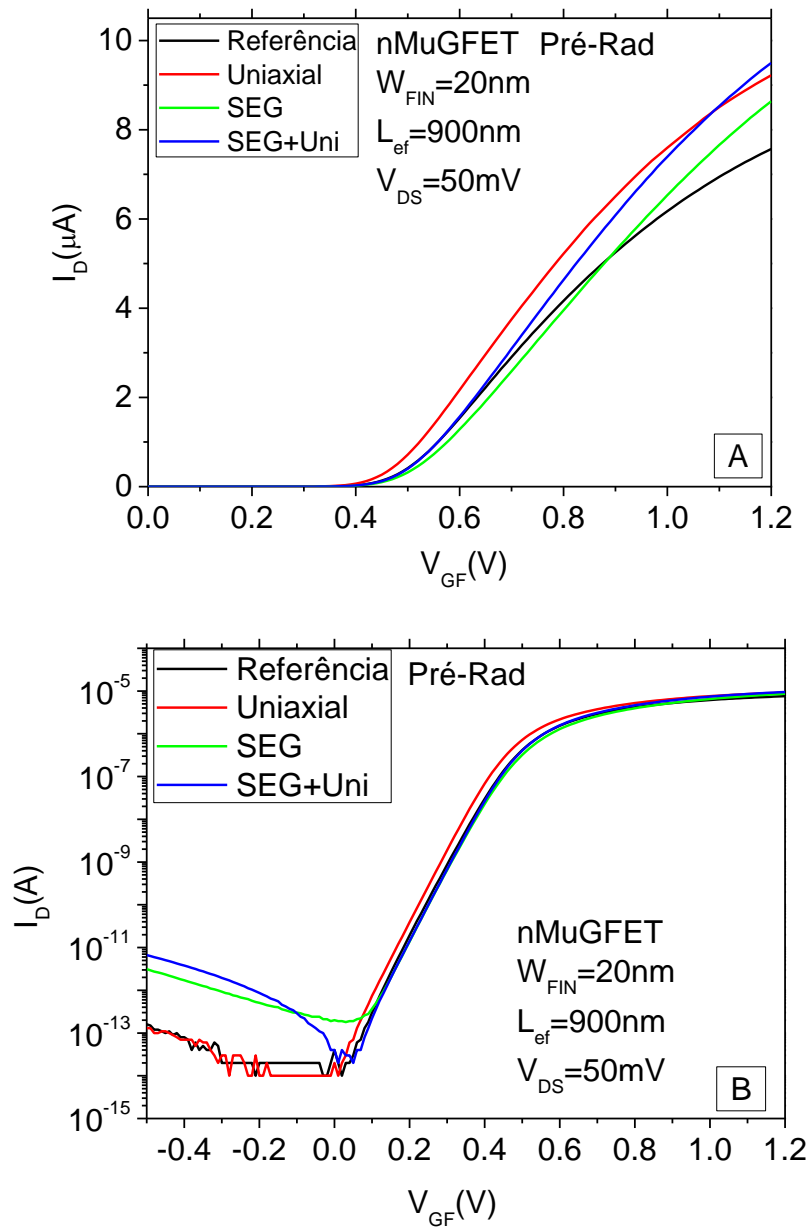 Referência
Uniaxial
SEG
SEG+Uni
nMuGFET Pré-Rad
W_FIN=20nm
L_ef=900nm
V_DS=50mV
10
8
6
4
2
0
I_D(μA)
A
0.0 0.2 0.4 0.6 0.8 1.0 1.2
V_GF(V)
Referência
Uniaxial
SEG
SEG+Uni
Pré-Rad
10^-5
10^-7
10^-9
10^-11
10^-13
10^-15
I_D(A)
nMuGFET
W_FIN=20nm
L_ef=900nm
V_DS=50mV
B
-0.4 -0.2 0.0 0.2 0.4 0.6 0.8 1.0 1.2
V_GF(V)